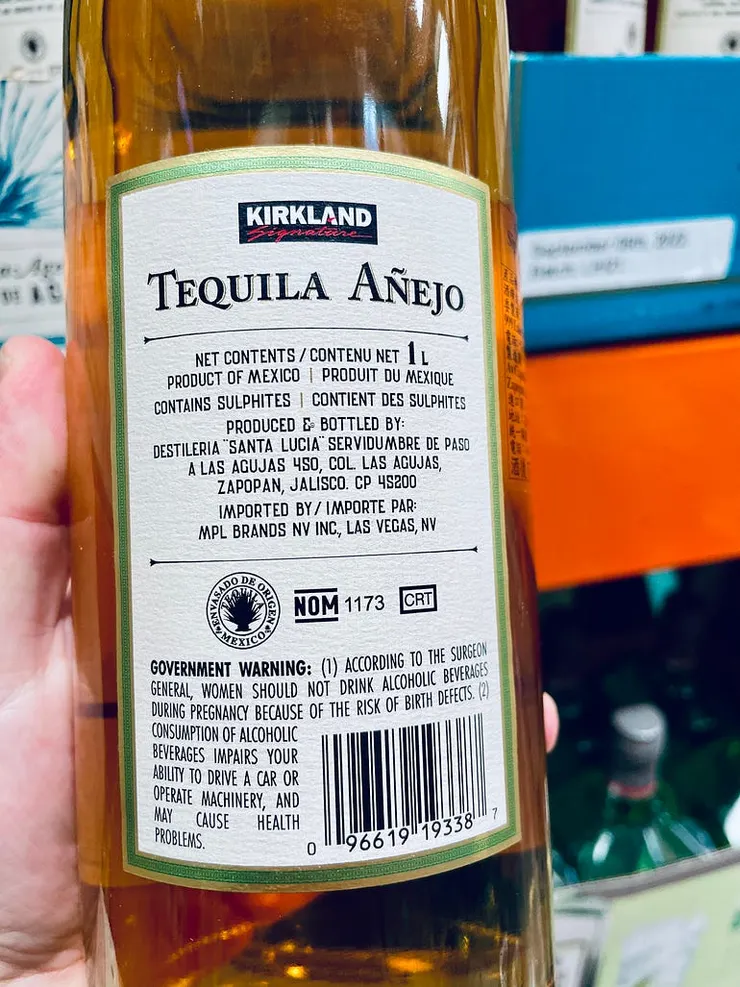 KIRKLAND
Signature
TEQUILA AÑEJO
NET CONTENTS / CONTENU NET 1 L
PRODUCT OF MEXICO | PRODUIT DU MEXIQUE
CONTAINS SULPHITES | CONTIENT DES SULPHITES
PRODUCED & BOTTLED BY:
DESTILERIA "SANTA LUCIA" SERVIDUMBRE DE PASO
A LAS AGUJAS 450, COL. LAS AGUJAS,
ZAPOPAN, JALISCO. CP 45200
IMPORTED BY / IMPORTE PAR:
MPL BRANDS NV INC., LAS VEGAS, NV
ENVASADO DE ORIGEN
MEXICO
NOM 1173 CRT
GOVERNMENT WARNING: (1) ACCORDING TO THE SURGEON
GENERAL, WOMEN SHOULD NOT DRINK ALCOHOLIC BEVERAGES
DURING PREGNANCY BECAUSE OF THE RISK OF BIRTH DEFECTS. (2)
CONSUMPTION OF ALCOHOLIC
BEVERAGES IMPAIRS YOUR
ABILITY TO DRIVE A CAR OR
OPERATE MACHINERY, AND
MAY CAUSE HEALTH
PROBLEMS.
0 96619 19338 7